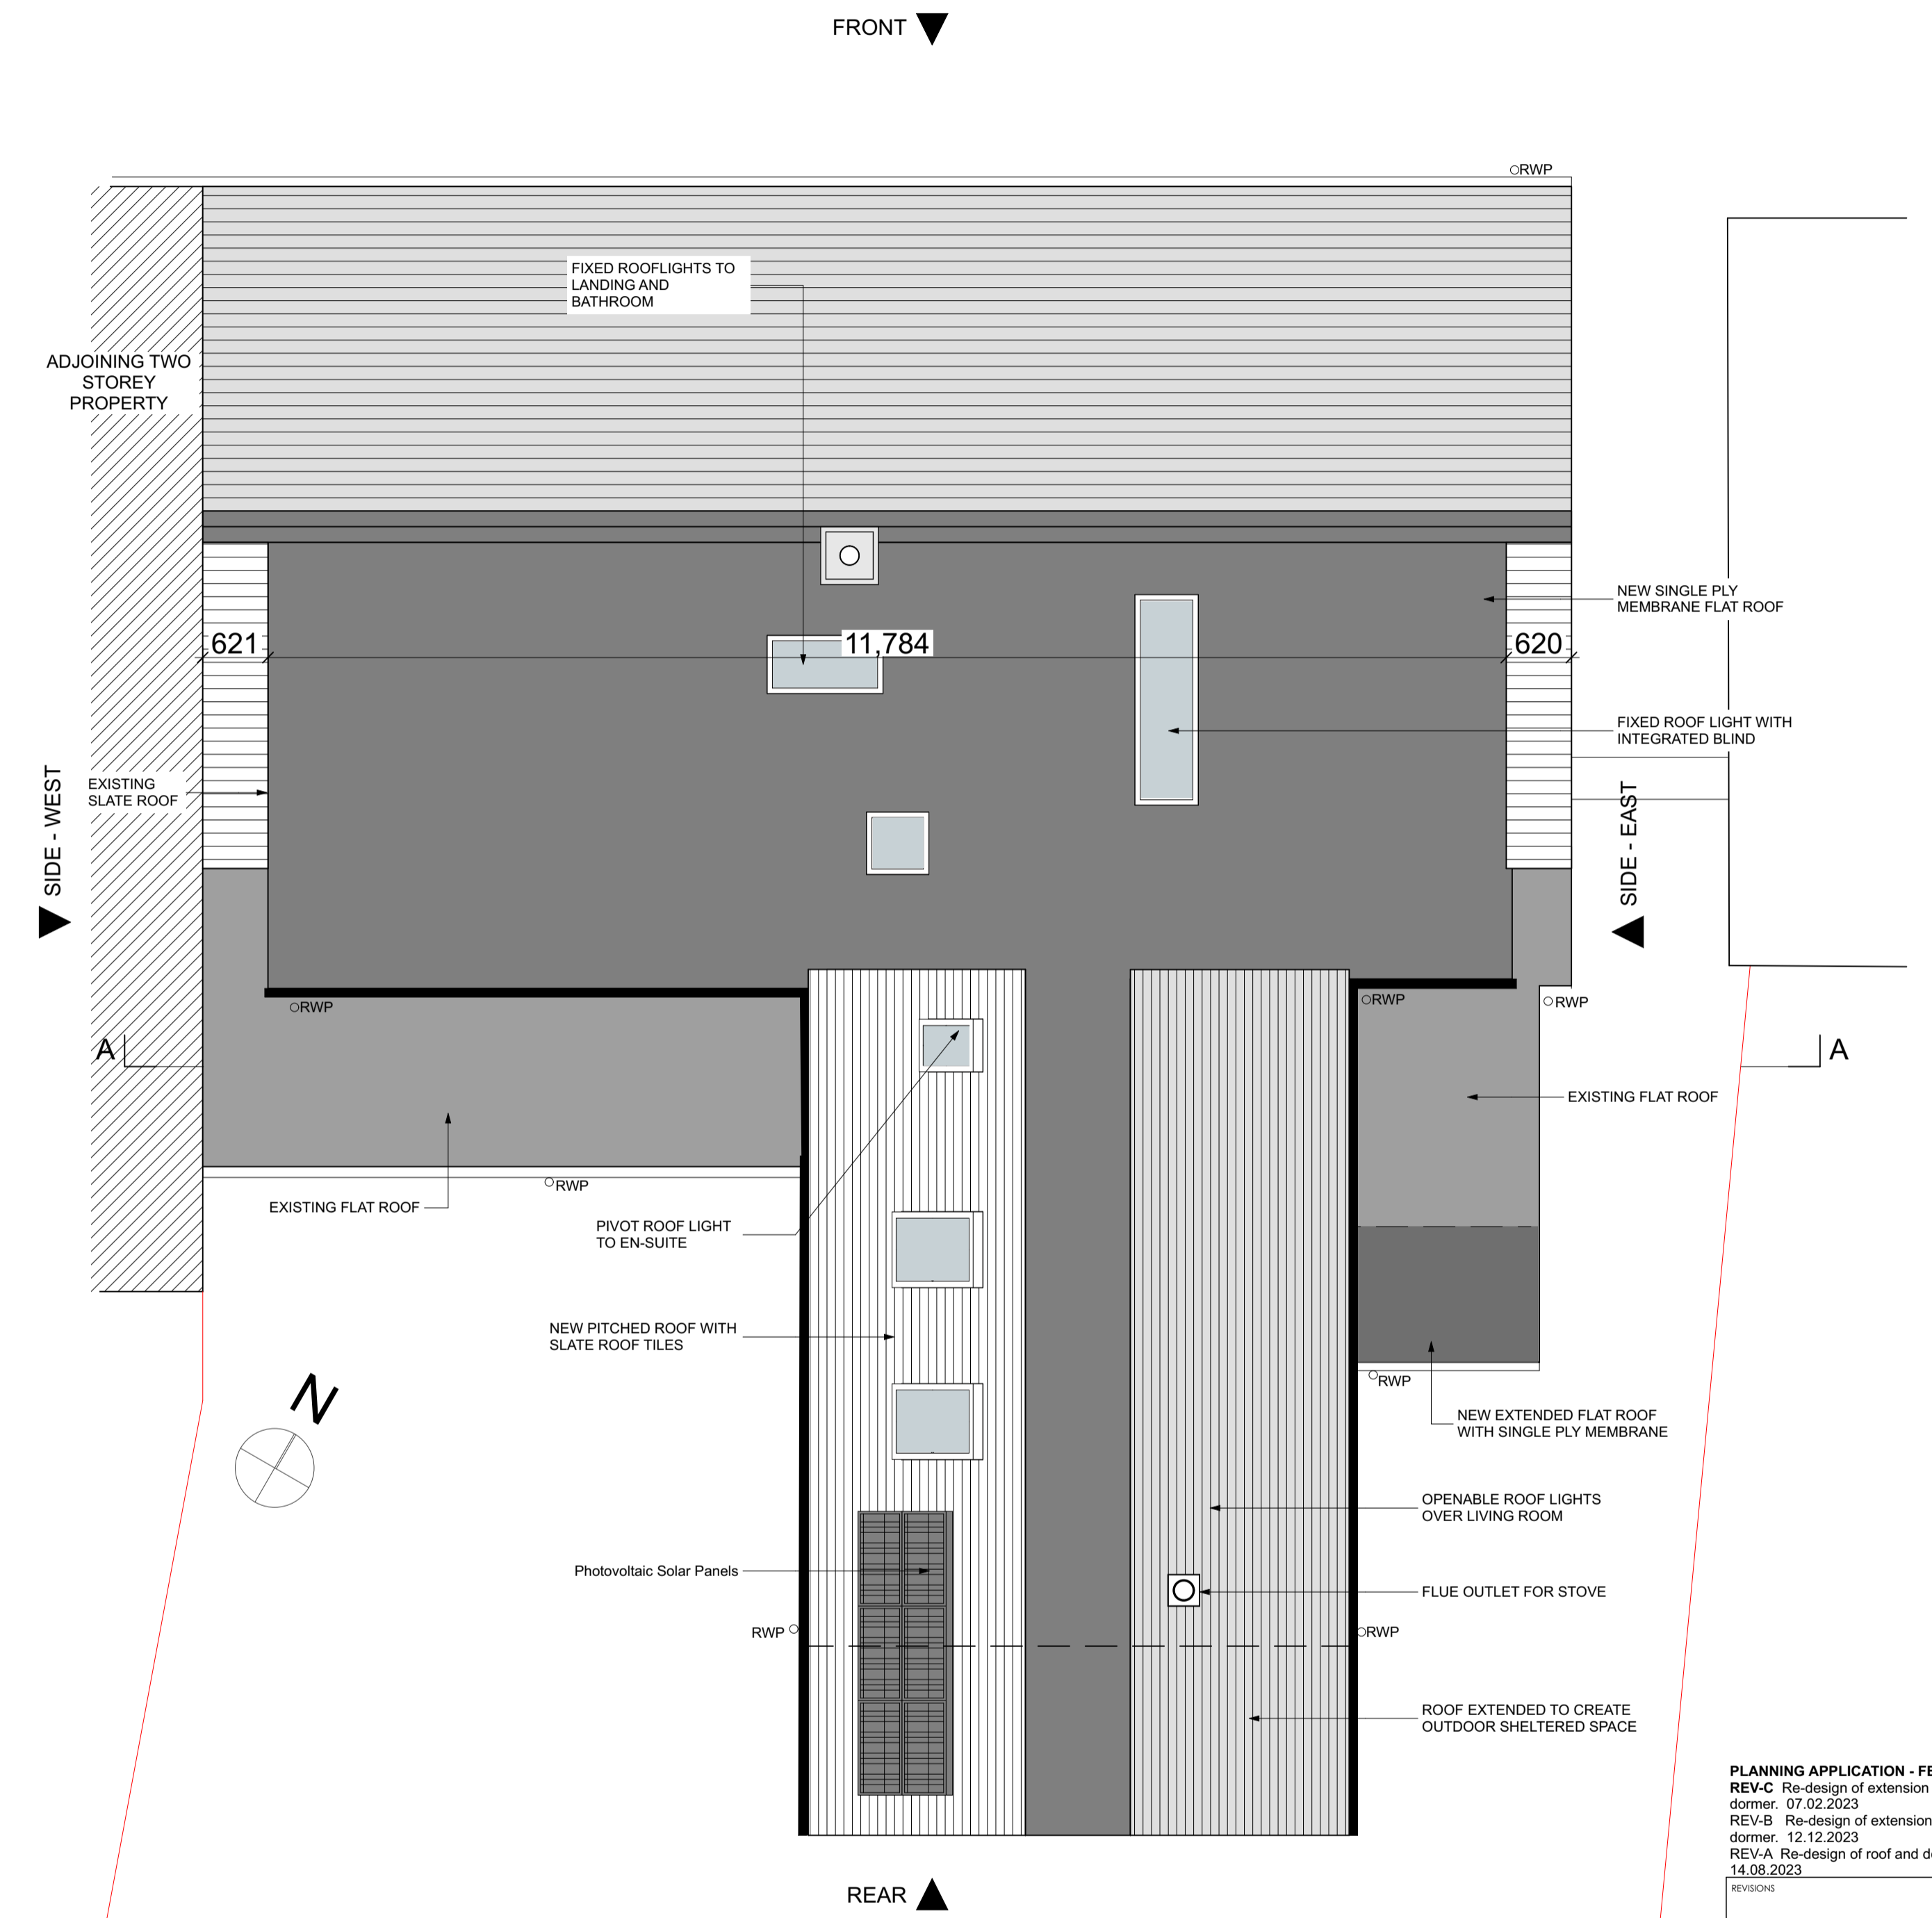 FRONT
RWP
FIXED ROOFLIGHTS TO
LANDING AND
BATHROOM
ADJOINING TWO
STOREY
PROPERTY
NEW SINGLE PLY
MEMBRANE FLAT ROOF
621
11,784
620
FIXED ROOF LIGHT WITH
INTEGRATED BLIND
EXISTING
SLATE ROOF
SIDE - WEST
SIDE - EAST
RWP
RWP
RWP
A
A
EXISTING FLAT ROOF
RWP
EXISTING FLAT ROOF
PIVOT ROOF LIGHT
TO EN-SUITE
NEW PITCHED ROOF WITH
SLATE ROOF TILES
RWP
N
NEW EXTENDED FLAT ROOF
WITH SINGLE PLY MEMBRANE
OPENABLE ROOF LIGHTS
OVER LIVING ROOM
Photovoltaic Solar Panels
FLUE OUTLET FOR STOVE
RWP
RWP
ROOF EXTENDED TO CREATE
OUTDOOR SHELTERED SPACE
PLANNING APPLICATION - FE
REV-C Re-design of extension
dormer. 07.02.2023
REV-B Re-design of extension
dormer. 12.12.2023
REV-A Re-design of roof and d
14.08.2023
REVISIONS
REAR